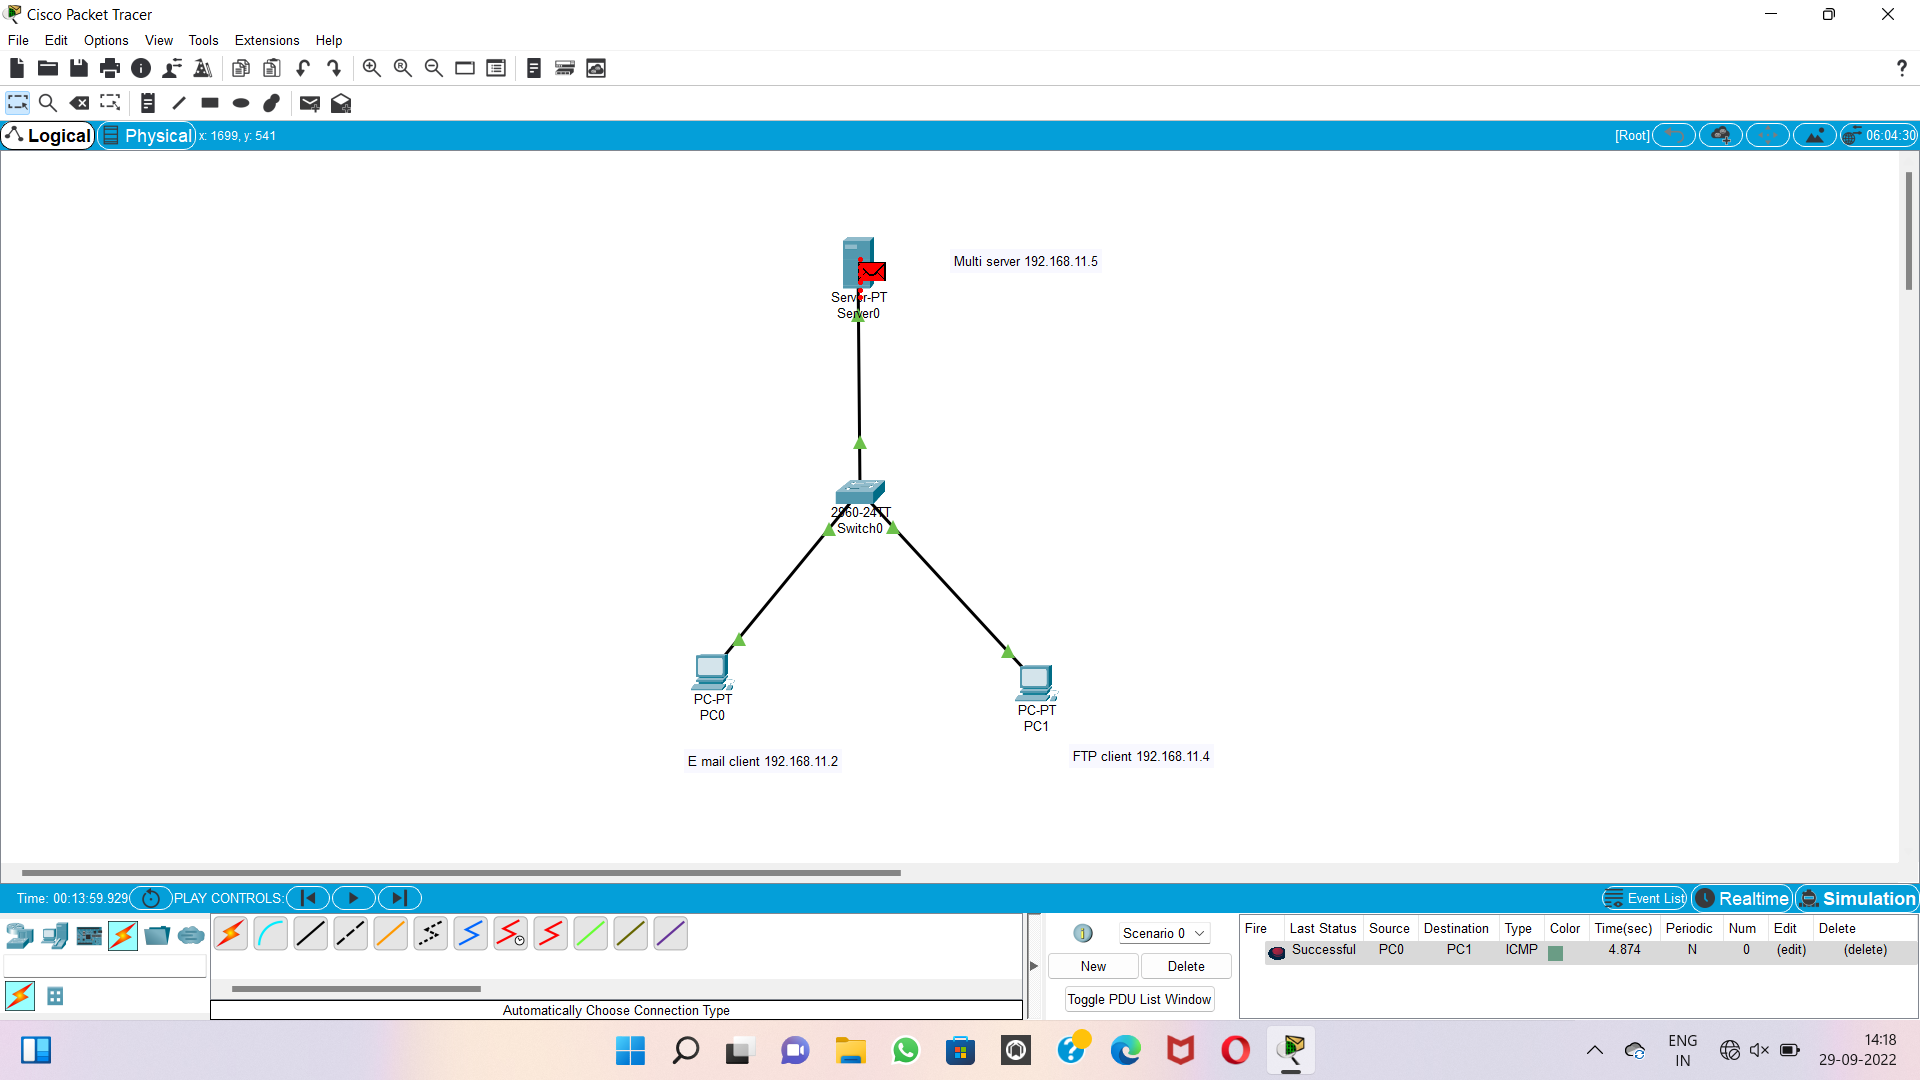 Cisco Packet Tracer
File Edit Options View Tools Extensions Help
Logical Physical x: 1699, y: 541 [Root] 06:04:30
Multi server 192.168.11.5
Server-PT
Server0
2960-24TT
Switch0
PC-PT
PC0
PC-PT
PC1
E mail client 192.168.11.2
FTP client 192.168.11.4
Time: 00:13:59.929 PLAY CONTROLS: Event List Realtime Simulation
Scenario 0
New Delete
Toggle PDU List Window
Fire Last Status Source Destination Type Color Time(sec) Periodic Num Edit Delete
Successful PC0 PC1 ICMP 4.874 N 0 (edit) (delete)
Automatically Choose Connection Type
ENG
IN
14:18
29-09-2022